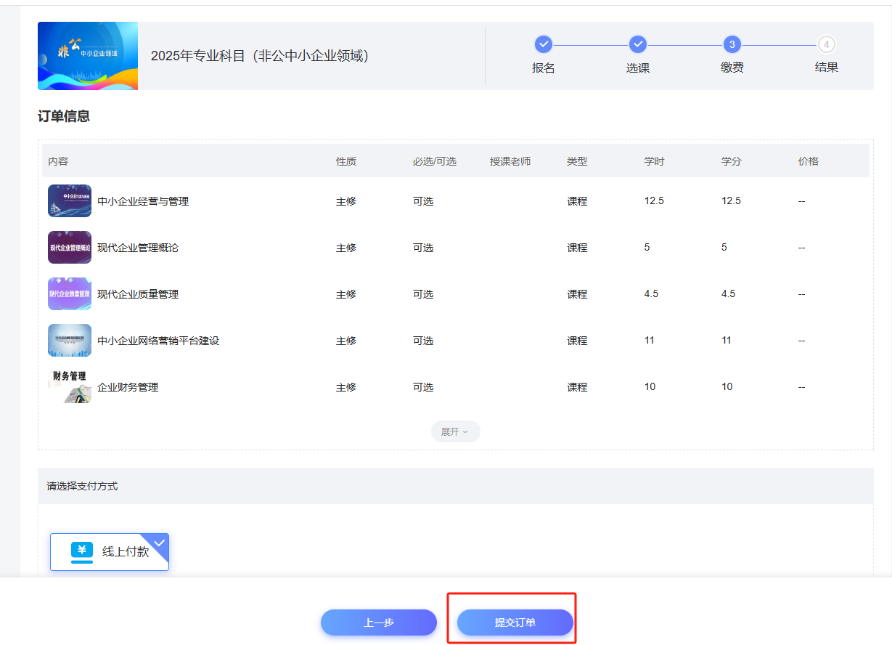 非公 中小企业领域
2025年专业科目（非公中小企业领域）
3 4
报名 选课 缴费 结果
订单信息
内容 性质 必选/可选 授课老师 类型 学时 学分 价格
中小企业经营与管理 主修 可选 课程 12.5 12.5 --
现代企业管理概论 现代企业管理概论 主修 可选 课程 5 5 --
现代企业质量管理 现代企业质量管理 主修 可选 课程 4.5 4.5 --
中小企业网络营销平台建设 主修 可选 课程 11 11 --
财务管理
企业财务管理 主修 可选 课程 10 10 --
展开
请选择支付方式
¥ 线上付款
上一步 提交订单